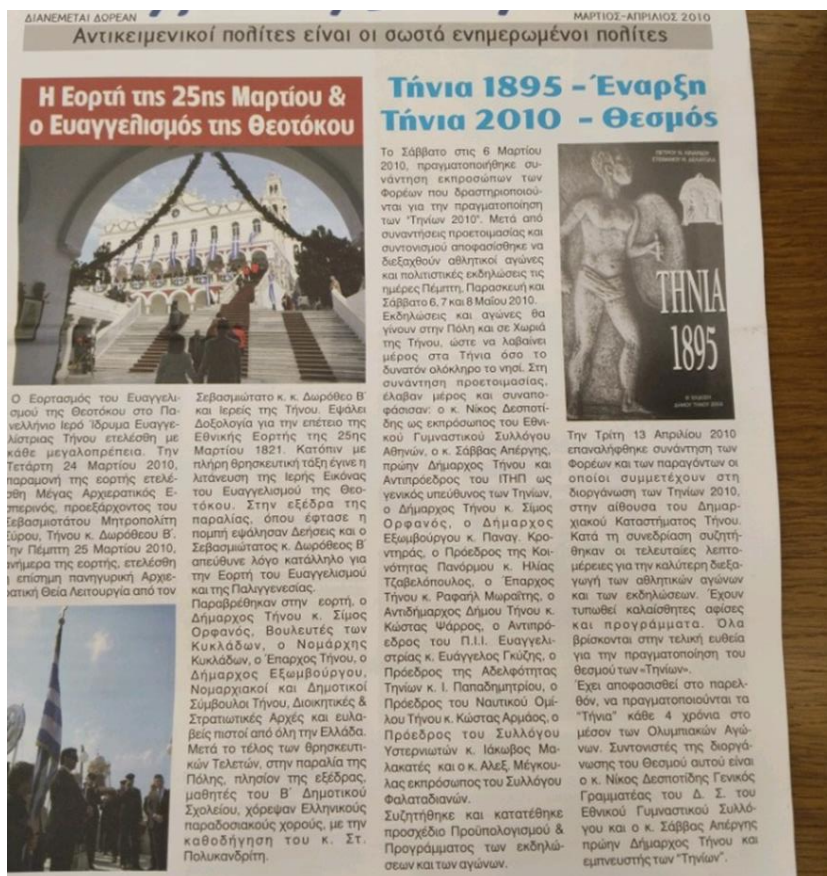 ΔΙΑΝΕΜΕΤΑΙ ΔΩΡΕΑΝ
ΜΑΡΤΙΟΣ-ΑΠΡΙΛΙΟΣ 2010
Αντικειμενικοί πολίτες είναι οι σωστά ενημερωμένοι πολίτες
Η Εορτή της 25ης Μαρτίου &
ο Ευαγγελισμός της Θεοτόκου
Ο Εορτασμός του Ευαγγελι-
σμού της Θεοτόκου στο Πα-
νελλήνιο Ιερό Ίδρυμα Ευαγγε-
λίστριας Τήνου ετελέσθη με
κάθε μεγαλοπρέπεια. Την
Τετάρτη 24 Μαρτίου 2010,
παραμονή της εορτής ετελέ-
σθη Μέγας Αρχιερατικός Ε-
σπερινός, προεξάρχοντος του
Σεβασμιοτάτου Μητροπολίτη
Σύρου, Τήνου κ. Δωρόθεου Β΄.
Την Πέμπτη 25 Μαρτίου 2010,
ανήμερα της εορτής, ετελέσθη
η επίσημη πανηγυρική Αρχιε-
ρατική Θεία Λειτουργία από τον
Σεβασμιώτατο κ. κ. Δωρόθεο Β΄
και Ιερείς της Τήνου. Εψάλει
Δοξολογία για την επέτειο της
Εθνικής Εορτής της 25ης
Μαρτίου 1821. Κατόπιν με
πλήρη θρησκευτική τάξη έγινε η
λιτάνευση της Ιερής Εικόνας
του Ευαγγελισμού της Θεο-
τόκου. Στην εξέδρα της
παραλίας, όπου έφτασε η
πομπή εψάλησαν Δεήσεις και ο
Σεβασμιώτατος κ. Δωρόθεος Β΄
απεύθυνε λόγο κατάλληλο για
την Εορτή του Ευαγγελισμού
και της Παλιγγενεσίας.
Παραβρέθηκαν στην εορτή, ο
Δήμαρχος Τήνου κ. Σίμος
Ορφανός, Βουλευτές των
Κυκλάδων, ο Νομάρχης
Κυκλάδων, ο Έπαρχος Τήνου, ο
Δήμαρχος Εξωμβούργου,
Νομαρχιακοί και Δημοτικοί
Σύμβουλοι Τήνου, Διοικητικές &
Στρατιωτικές Αρχές και ευλα-
βείς πιστοί από όλη την Ελλάδα.
Μετά το τέλος των θρησκευτι-
κών Τελετών, στην παραλία της
Πόλης, πλησίον της εξέδρας,
μαθητές του Β΄ Δημοτικού
Σχολείου, χόρεψαν Ελληνικούς
παραδοσιακούς χορούς, με την
καθοδήγηση του κ. Στ.
Πολυκανδρίτη.
Τήνια 1895 - Έναρξη
Τήνια 2010 - Θεσμός
Το Σάββατο στις 6 Μαρτίου
2010, πραγματοποιήθηκε συ-
νάντηση εκπροσώπων των
Φορέων που δραστηριοποιού-
νται για την πραγματοποίηση
των "Τηνίων 2010". Μετά από
συναντήσεις προετοιμασίας και
συντονισμού αποφασίσθηκε να
διεξαχθούν αθλητικοί αγώνες
και πολιτιστικές εκδηλώσεις τις
ημέρες Πέμπτη, Παρασκευή και
Σάββατο 6, 7 και 8 Μαΐου 2010.
Εκδηλώσεις και αγώνες θα
γίνουν στην Πόλη και σε Χωριά
της Τήνου, ώστε να λαβαίνει
μέρος στα Τήνια όσο το
δυνατόν ολόκληρο το νησί. Στη
συνάντηση προετοιμασίας,
έλαβαν μέρος και συναπο-
φάσισαν: ο κ. Νίκος Δεσποτί-
δης ως εκπρόσωπος του Εθνι-
κού Γυμναστικού Συλλόγου
Αθηνών, ο κ. Σάββας Απέργης,
πρώην Δήμαρχος Τήνου και
Αντιπρόεδρος του ΙΤΗΠ ως
γενικός υπεύθυνος των Τηνίων,
ο Δήμαρχος Τήνου κ. Σίμος
Ορφανός, ο Δήμαρχος
Εξωμβούργου κ. Παναγ. Κρο-
ντηράς, ο Πρόεδρος της Κοι-
νότητας Πανόρμου κ. Ηλίας
Τζαβελόπουλος, ο Έπαρχος
Τήνου κ. Ραφαήλ Μωραΐτης, ο
Αντιδήμαρχος Δήμου Τήνου κ.
Κώστας Ψάρρος, ο Αντιπρό-
εδρος του Π.Ι.Ι. Ευαγγελι-
στρίας κ. Ευάγγελος Γκύζης, ο
Πρόεδρος της Αδελφότητας
Τηνίων κ. Ι. Παπαδημητρίου, ο
Πρόεδρος του Ναυτικού Ομί-
λου Τήνου κ. Κώστας Αρμάος, ο
Πρόεδρος του Συλλόγου
Υστερνιωτών κ. Ιάκωβος Μα-
λακατές και ο κ. Αλεξ. Μέγκου-
λας εκπρόσωπος του Συλλόγου
Φαλαταδιανών.
Συζητήθηκε και κατατέθηκε
προσχέδιο Προϋπολογισμού &
Προγράμματος των εκδηλώ-
σεων και των αγώνων.
ΤΗΝΙΑ
1895
Την Τρίτη 13 Απριλίου 2010
επαναλήφθηκε συνάντηση των
Φορέων και των παραγόντων οι
οποίοι συμμετέχουν στη
διοργάνωση των Τηνίων 2010,
στην αίθουσα του Δημαρ-
χιακού Καταστήματος Τήνου.
Κατά τη συνεδρίαση συζητή-
θηκαν οι τελευταίες λεπτο-
μέρειες για την καλύτερη διεξα-
γωγή των αθλητικών αγώνων
και των εκδηλώσεων. Έχουν
τυπωθεί καλαίσθητες αφίσες
και προγράμματα. Όλα
βρίσκονται στην τελική ευθεία
για την πραγματοποίηση του
θεσμού των «Τηνίων».
Έχει αποφασισθεί στο παρελ-
θόν, να πραγματοποιούνται τα
"Τήνια" κάθε 4 χρόνια στο
μέσον των Ολυμπιακών Αγώ-
νων. Συντονιστές της διοργά-
νωσης του Θεσμού αυτού είναι
ο κ. Νίκος Δεσποτίδης Γενικός
Γραμματέας του Δ. Σ. του
Εθνικού Γυμναστικού Συλλό-
γου και ο κ. Σάββας Απέργης
πρώην Δήμαρχος Τήνου και
εμπνευστής των "Τηνίων".